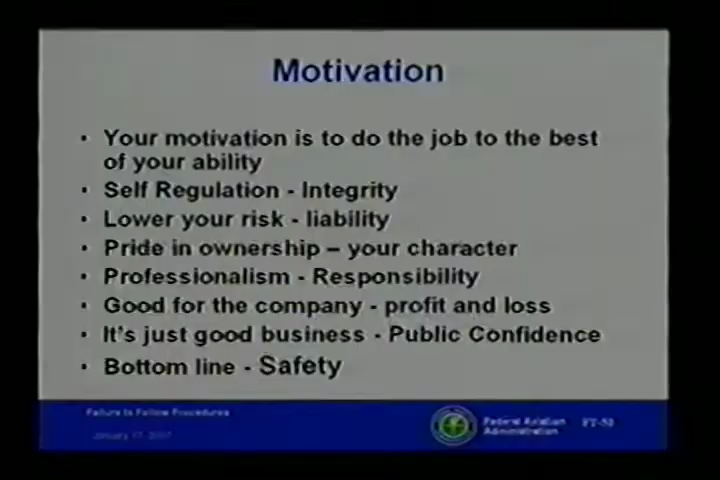 Motivation
• Your motivation is to do the job to the best
of your ability
• Self Regulation - Integrity
• Lower your risk - liability
• Pride in ownership – your character
• Professionalism - Responsibility
• Good for the company - profit and loss
• It's just good business - Public Confidence
• Bottom line - Safety
Failure to Follow Procedures
Federal Aviation
Administration
January 17, 2007